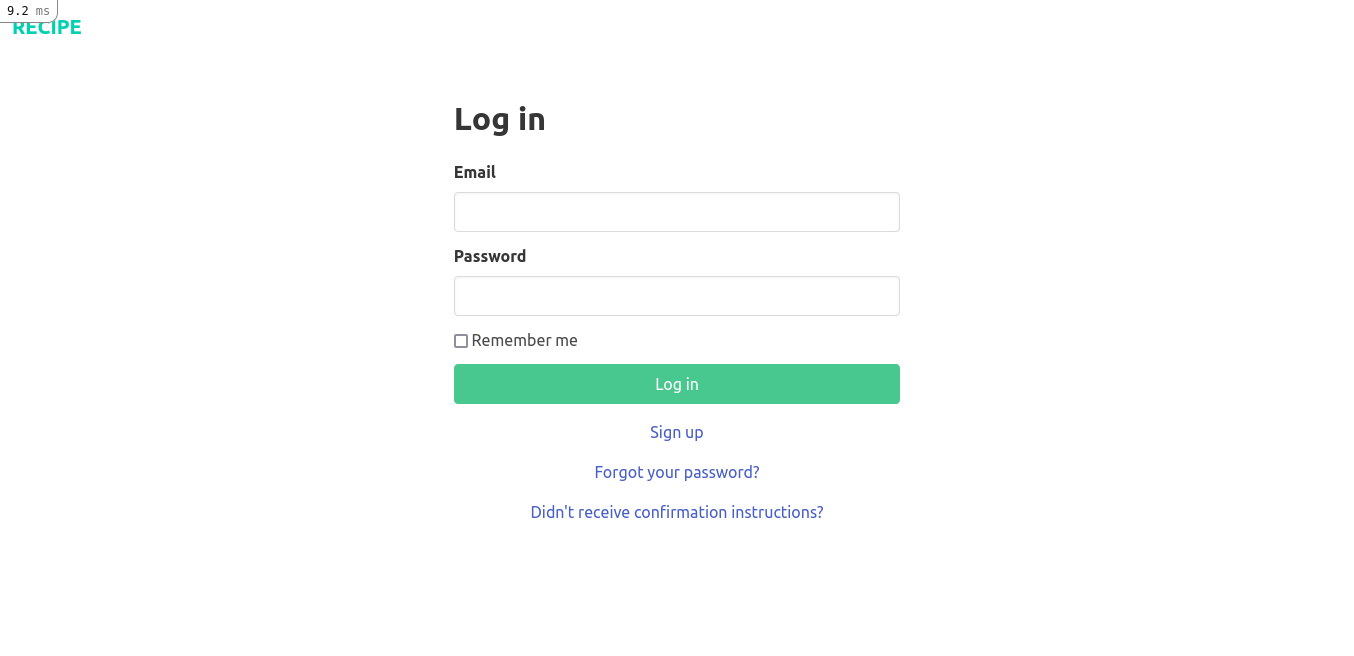 9.2 ms
RECIPE
Log in
Email
Password
Remember me
Log in
Sign up
Forgot your password?
Didn't receive confirmation instructions?